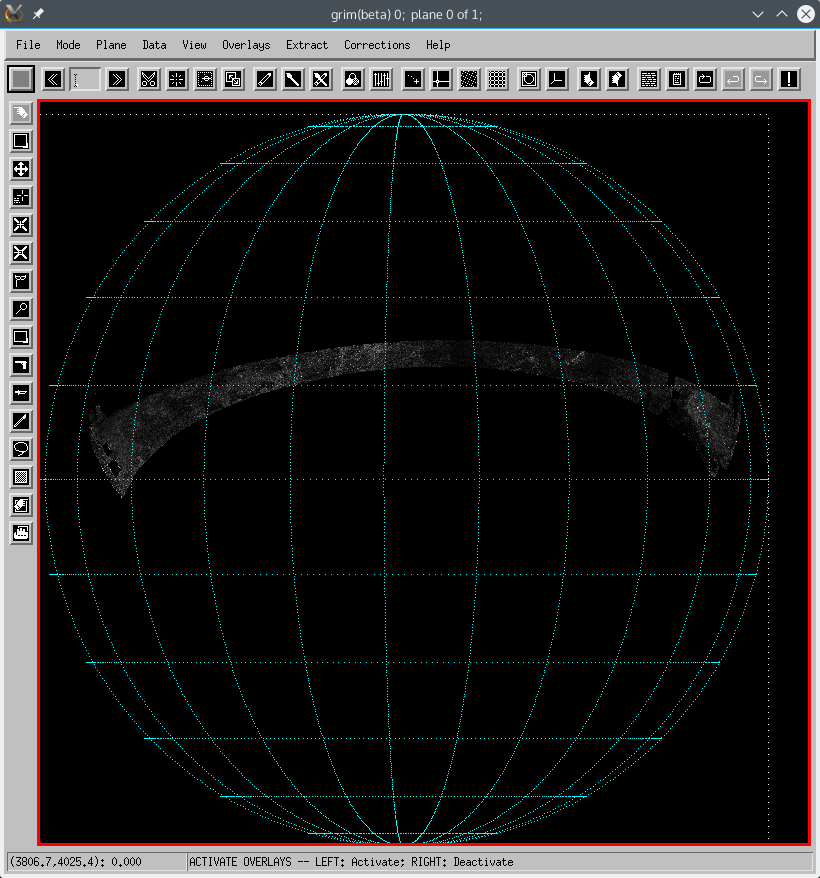 grim(beta) 0; plane 0 of 1;
File Mode Plane Data View Overlays Extract Corrections Help
(3806.7,4025.4): 0.000 ACTIVATE OVERLAYS -- LEFT: Activate; RIGHT: Deactivate